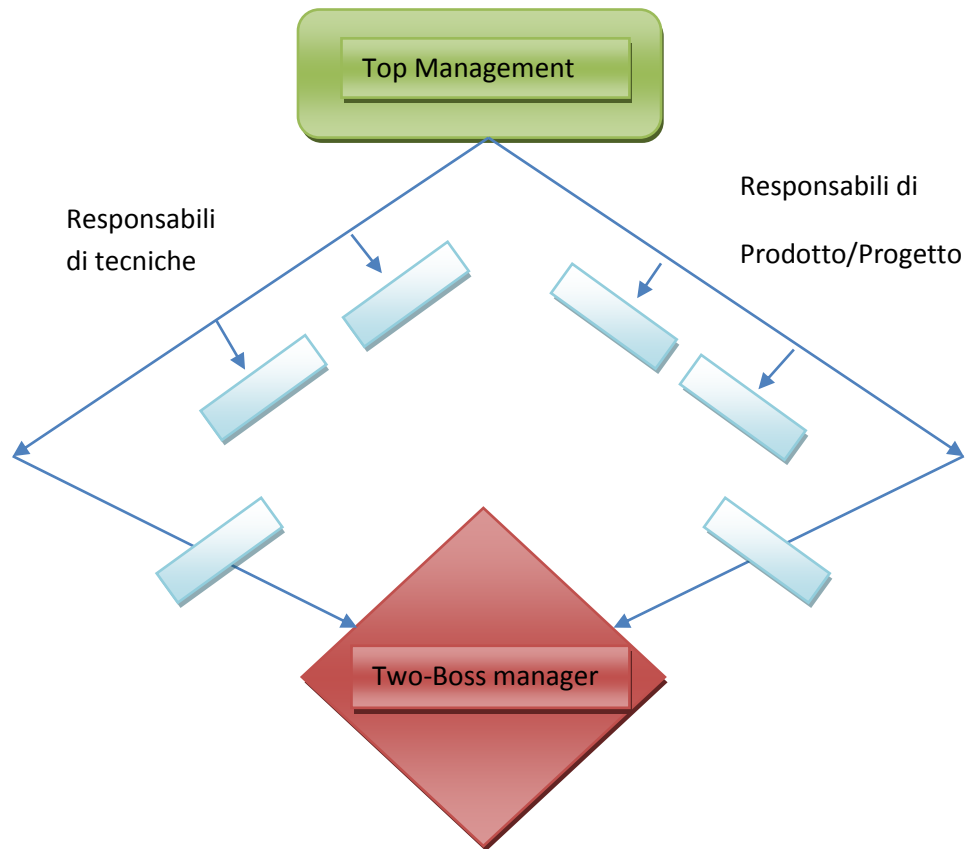 Top Management
Responsabili
di tecniche
Responsabili di
Prodotto/Progetto
Two-Boss manager